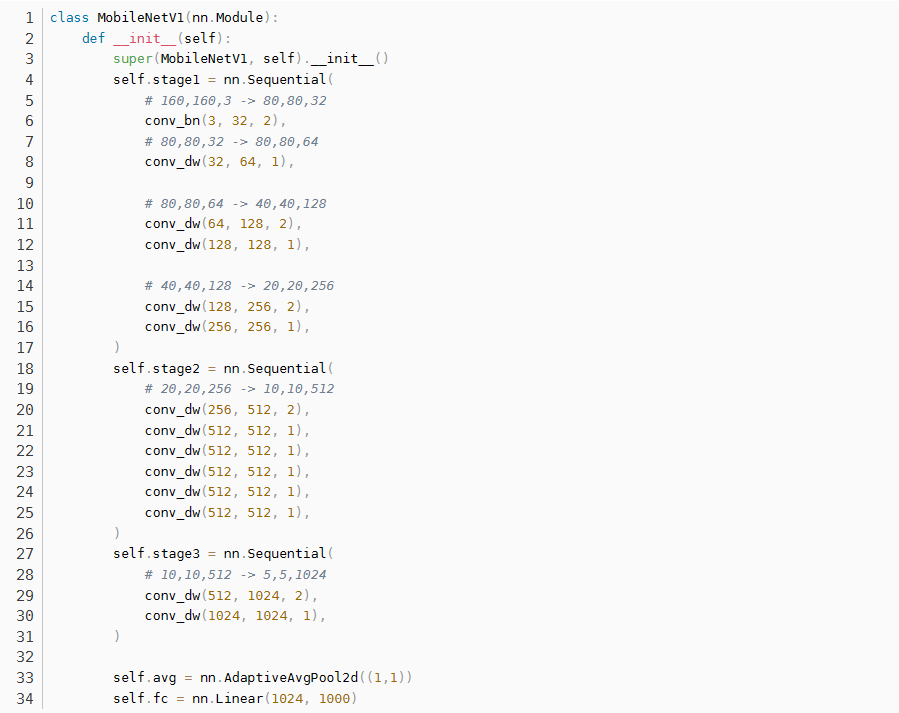 1 class MobileNetV1(nn.Module):
2     def __init__(self):
3         super(MobileNetV1, self).__init__()
4         self.stage1 = nn.Sequential(
5             # 160,160,3 -> 80,80,32
6             conv_bn(3, 32, 2),
7             # 80,80,32 -> 80,80,64
8             conv_dw(32, 64, 1),
9
10             # 80,80,64 -> 40,40,128
11             conv_dw(64, 128, 2),
12             conv_dw(128, 128, 1),
13
14             # 40,40,128 -> 20,20,256
15             conv_dw(128, 256, 2),
16             conv_dw(256, 256, 1),
17         )
18         self.stage2 = nn.Sequential(
19             # 20,20,256 -> 10,10,512
20             conv_dw(256, 512, 2),
21             conv_dw(512, 512, 1),
22             conv_dw(512, 512, 1),
23             conv_dw(512, 512, 1),
24             conv_dw(512, 512, 1),
25             conv_dw(512, 512, 1),
26         )
27         self.stage3 = nn.Sequential(
28             # 10,10,512 -> 5,5,1024
29             conv_dw(512, 1024, 2),
30             conv_dw(1024, 1024, 1),
31         )
32
33         self.avg = nn.AdaptiveAvgPool2d((1,1))
34         self.fc = nn.Linear(1024, 1000)